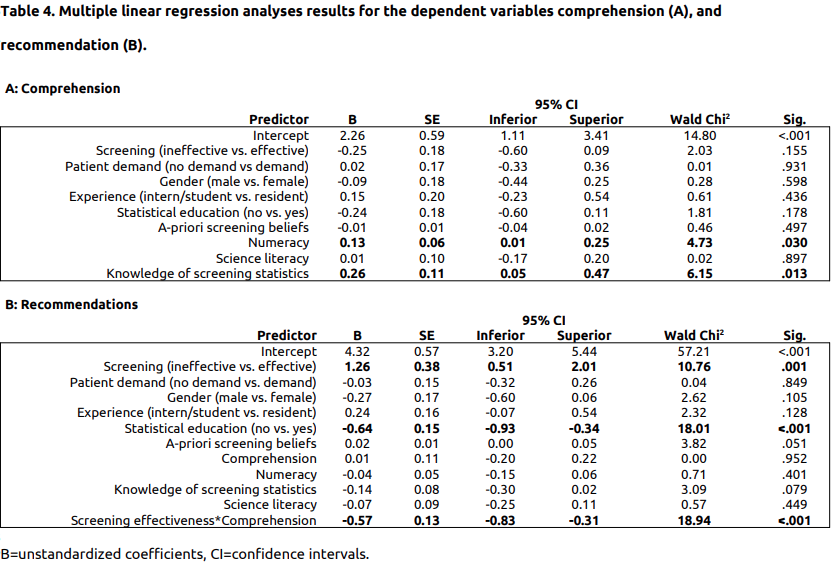 Table 4. Multiple linear regression analyses results for the dependent variables comprehension (A), and
recommendation (B).
A: Comprehension
95% CI
Predictor B SE Inferior Superior Wald Chi² Sig.
Intercept 2.26 0.59 1.11 3.41 14.80 <.001
Screening (ineffective vs. effective) -0.25 0.18 -0.60 0.09 2.03 .155
Patient demand (no demand vs demand) 0.02 0.17 -0.33 0.36 0.01 .931
Gender (male vs. female) -0.09 0.18 -0.44 0.25 0.28 .598
Experience (intern/student vs. resident) 0.15 0.20 -0.23 0.54 0.61 .436
Statistical education (no vs. yes) -0.24 0.18 -0.60 0.11 1.81 .178
A-priori screening beliefs -0.01 0.01 -0.04 0.02 0.46 .497
Numeracy 0.13 0.06 0.01 0.25 4.73 .030
Science literacy 0.01 0.10 -0.17 0.20 0.02 .897
Knowledge of screening statistics 0.26 0.11 0.05 0.47 6.15 .013
B: Recommendations
95% CI
Predictor B SE Inferior Superior Wald Chi² Sig.
Intercept 4.32 0.57 3.20 5.44 57.21 <.001
Screening (ineffective vs. effective) 1.26 0.38 0.51 2.01 10.76 .001
Patient demand (no demand vs. demand) -0.03 0.15 -0.32 0.26 0.04 .849
Gender (male vs. female) -0.27 0.17 -0.60 0.06 2.62 .105
Experience (intern/student vs. resident) 0.24 0.16 -0.07 0.54 2.32 .128
Statistical education (no vs. yes) -0.64 0.15 -0.93 -0.34 18.01 <.001
A-priori screening beliefs 0.02 0.01 0.00 0.05 3.82 .051
Comprehension 0.01 0.11 -0.20 0.22 0.00 .952
Numeracy -0.04 0.05 -0.15 0.06 0.71 .401
Knowledge of screening statistics -0.14 0.08 -0.30 0.02 3.09 .079
Science literacy -0.07 0.09 -0.25 0.11 0.57 .449
Screening effectiveness*Comprehension -0.57 0.13 -0.83 -0.31 18.94 <.001
B=unstandardized coefficients, CI=confidence intervals.